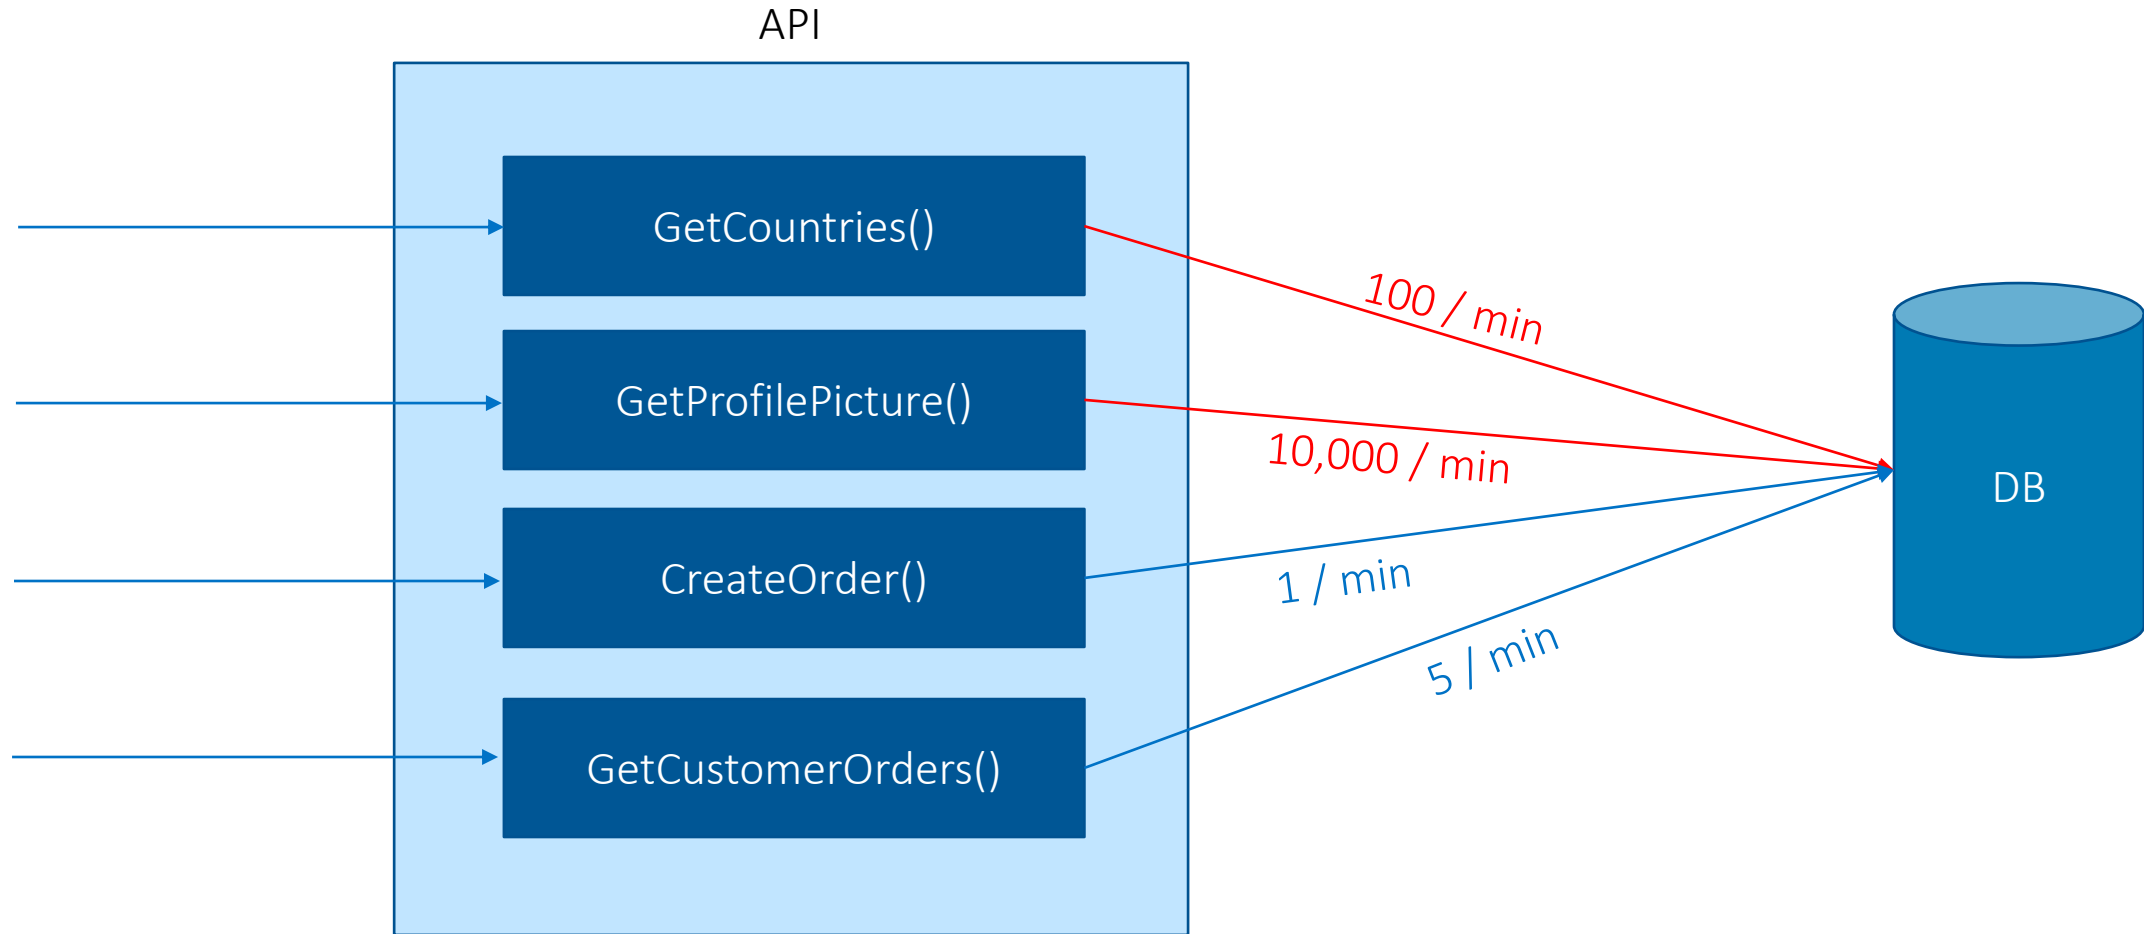 API
GetCountries()
100 / min
GetProfilePicture()
10,000 / min
DB
CreateOrder()
1 / min
5 / min
GetCustomerOrders()